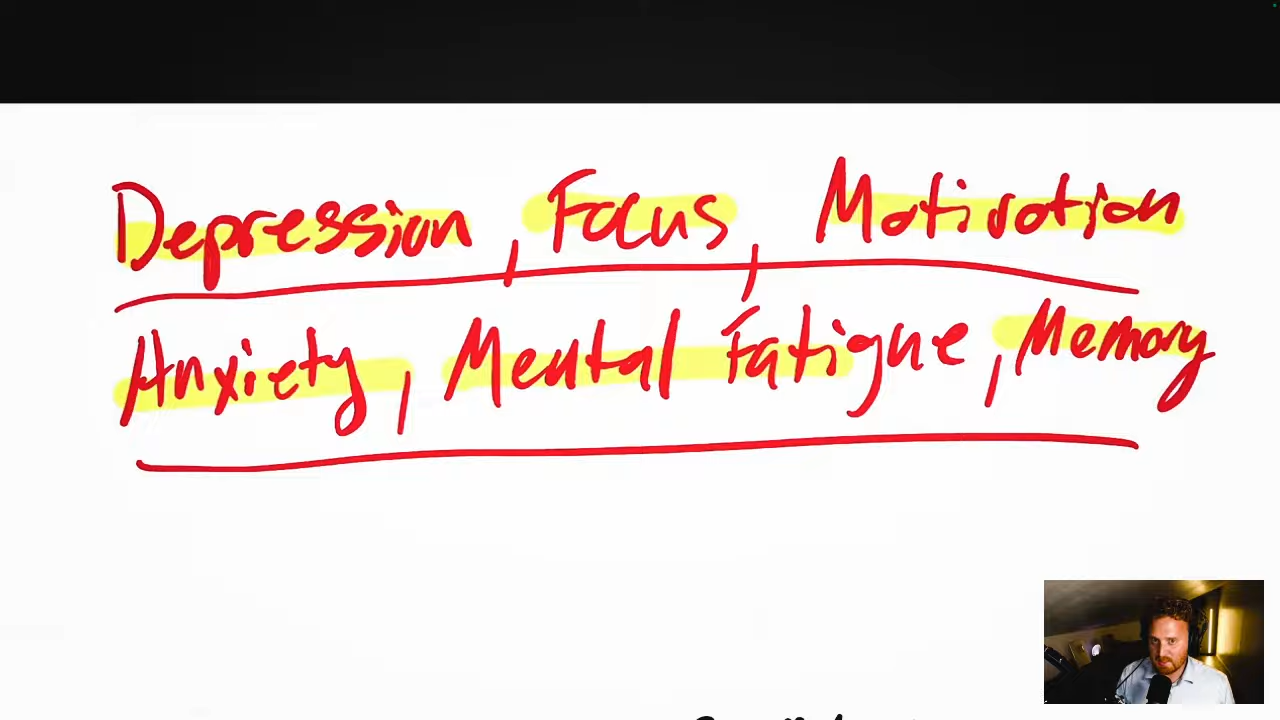 Depression, Focus, Motivation
Anxiety, Mental Fatigue, Memory